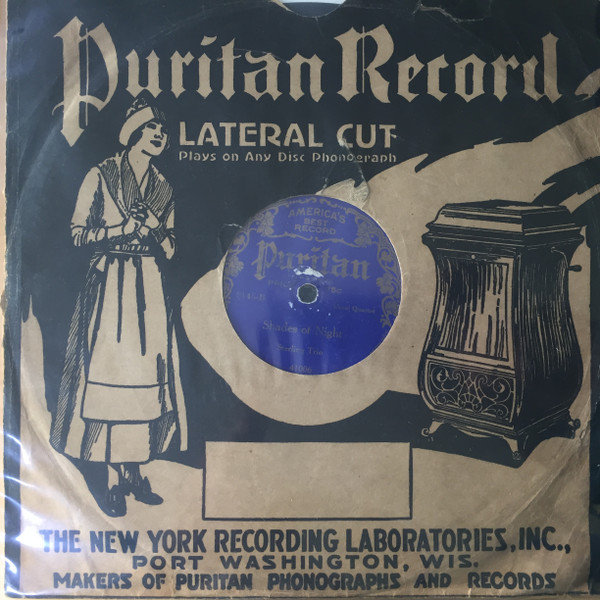 Puritan Record
LATERAL CUT
Plays on Any Disc Phonograph
AMERICA'S
BEST
RECORD
Puritan
Shades of Night
Trio
THE NEW YORK RECORDING LABORATORIES, INC.,
PORT WASHINGTON, WIS.
MAKERS OF PURITAN PHONOGRAPHS AND RECORDS